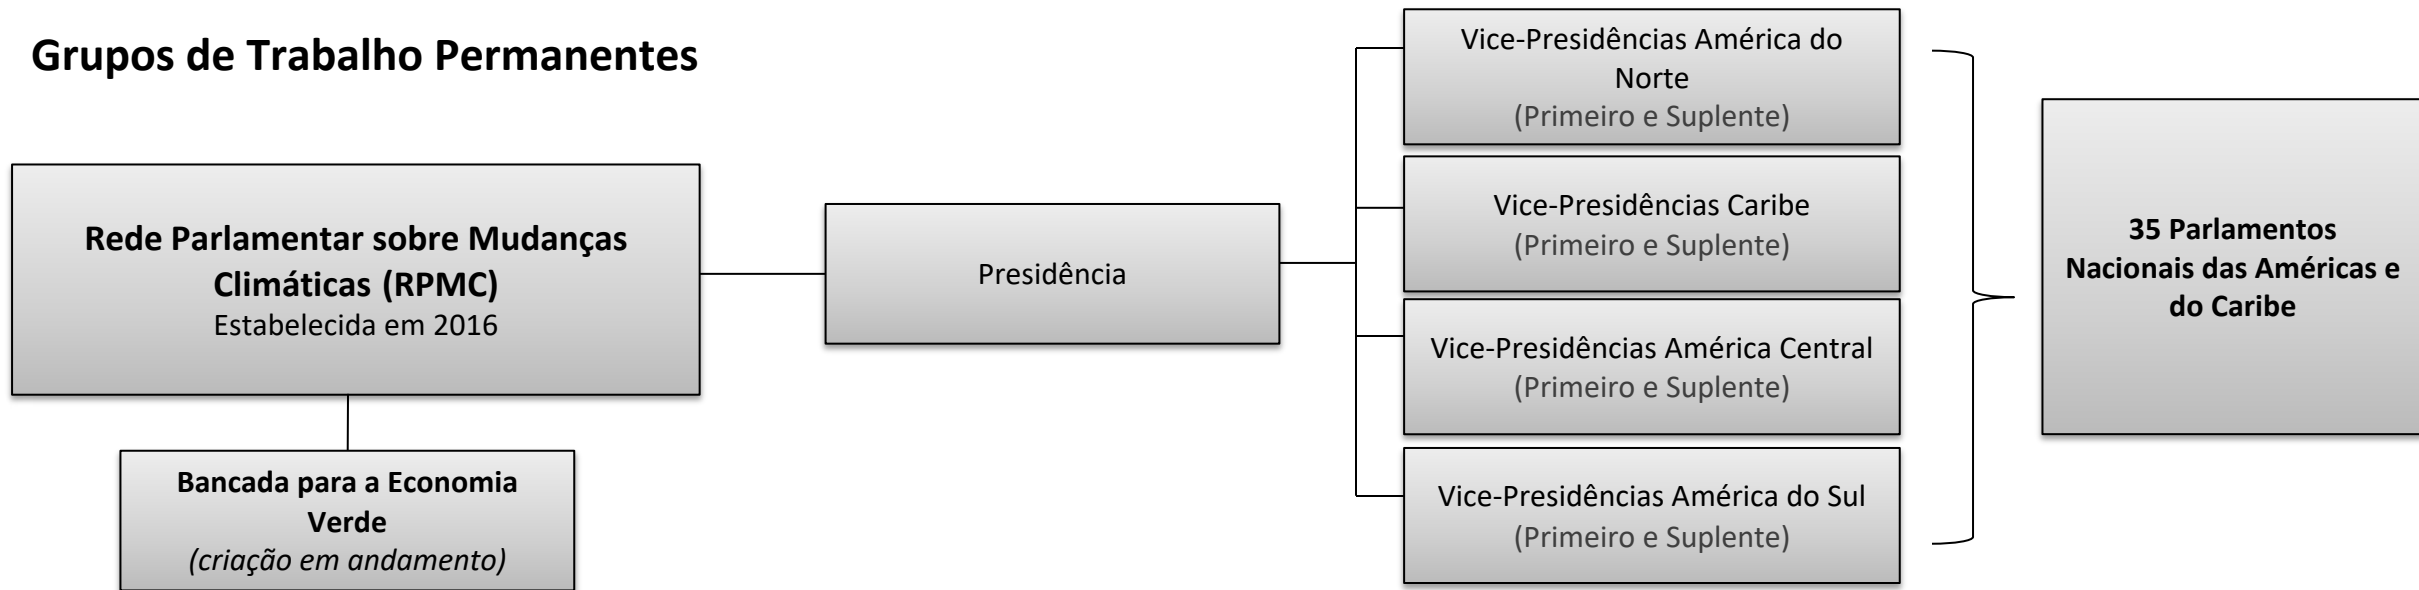 Grupos de Trabalho Permanentes
Rede Parlamentar sobre Mudanças
Climáticas (RPMC)
Estabelecida em 2016
Bancada para a Economia
Verde
(criação em andamento)
Presidência
Vice-Presidências América do
Norte
(Primeiro e Suplente)
Vice-Presidências Caribe
(Primeiro e Suplente)
Vice-Presidências América Central
(Primeiro e Suplente)
Vice-Presidências América do Sul
(Primeiro e Suplente)
35 Parlamentos
Nacionais das Américas e
do Caribe